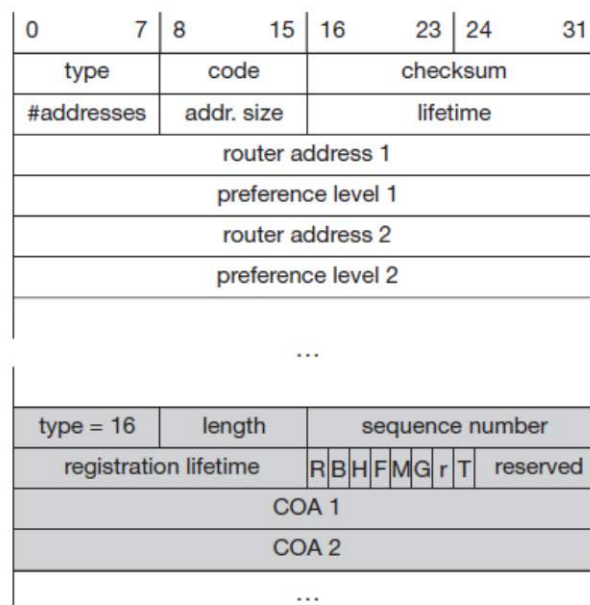 0 7 8 15 16 23 24 31
type code checksum
#addresses addr. size lifetime
router address 1
preference level 1
router address 2
preference level 2
...
type = 16 length sequence number
registration lifetime R B H F M G r T reserved
COA 1
COA 2
...